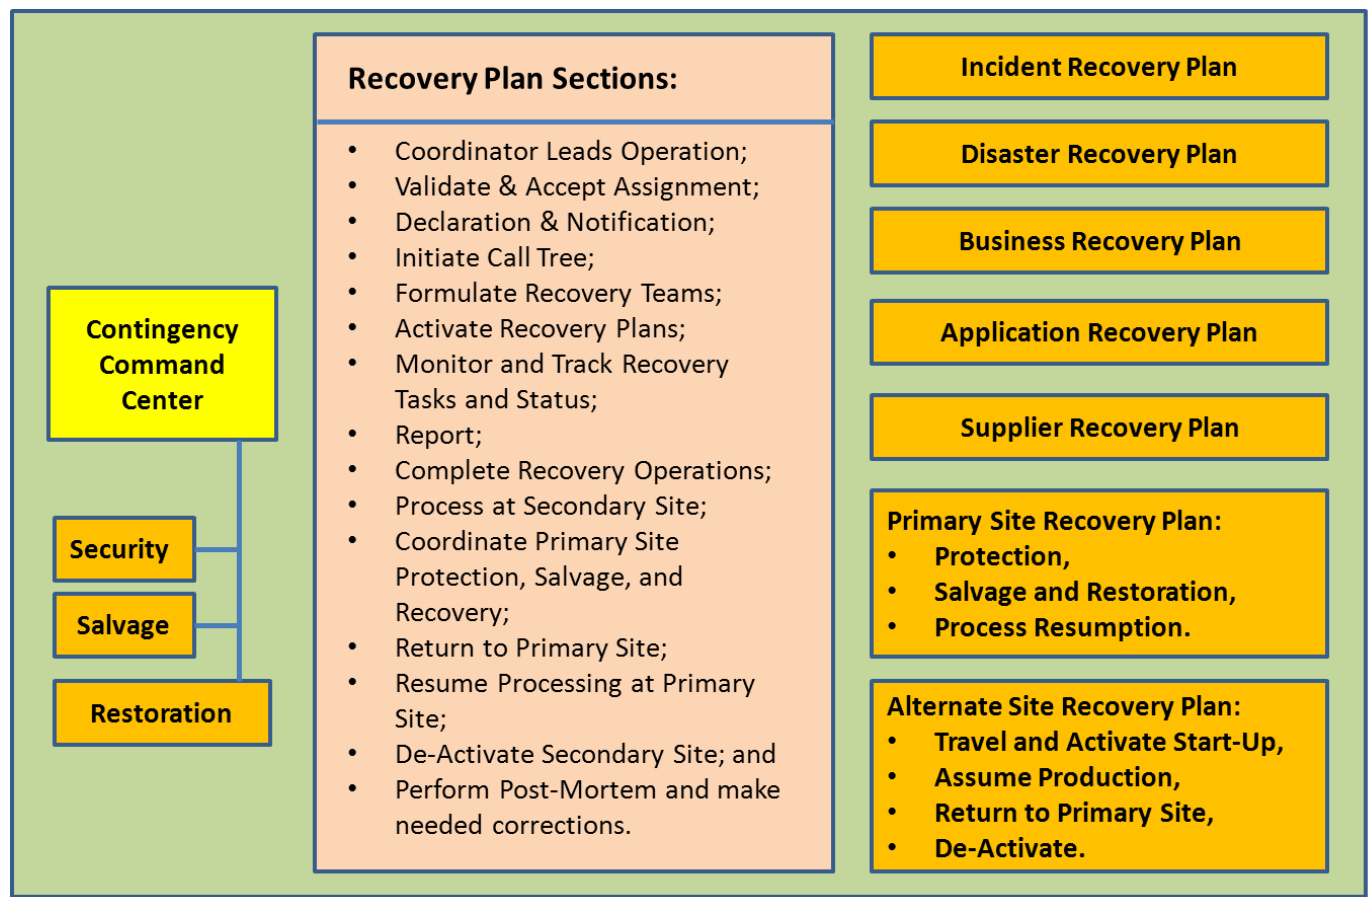 Contingency
Command
Center
Security
Salvage
Restoration
Recovery Plan Sections:
• Coordinator Leads Operation;
• Validate & Accept Assignment;
• Declaration & Notification;
• Initiate Call Tree;
• Formulate Recovery Teams;
• Activate Recovery Plans;
• Monitor and Track Recovery
Tasks and Status;
• Report;
• Complete Recovery Operations;
• Process at Secondary Site;
• Coordinate Primary Site
Protection, Salvage, and
Recovery;
• Return to Primary Site;
• Resume Processing at Primary
Site;
• De-Activate Secondary Site; and
• Perform Post-Mortem and make
needed corrections.
Incident Recovery Plan
Disaster Recovery Plan
Business Recovery Plan
Application Recovery Plan
Supplier Recovery Plan
Primary Site Recovery Plan:
• Protection,
• Salvage and Restoration,
• Process Resumption.
Alternate Site Recovery Plan:
• Travel and Activate Start-Up,
• Assume Production,
• Return to Primary Site,
• De-Activate.